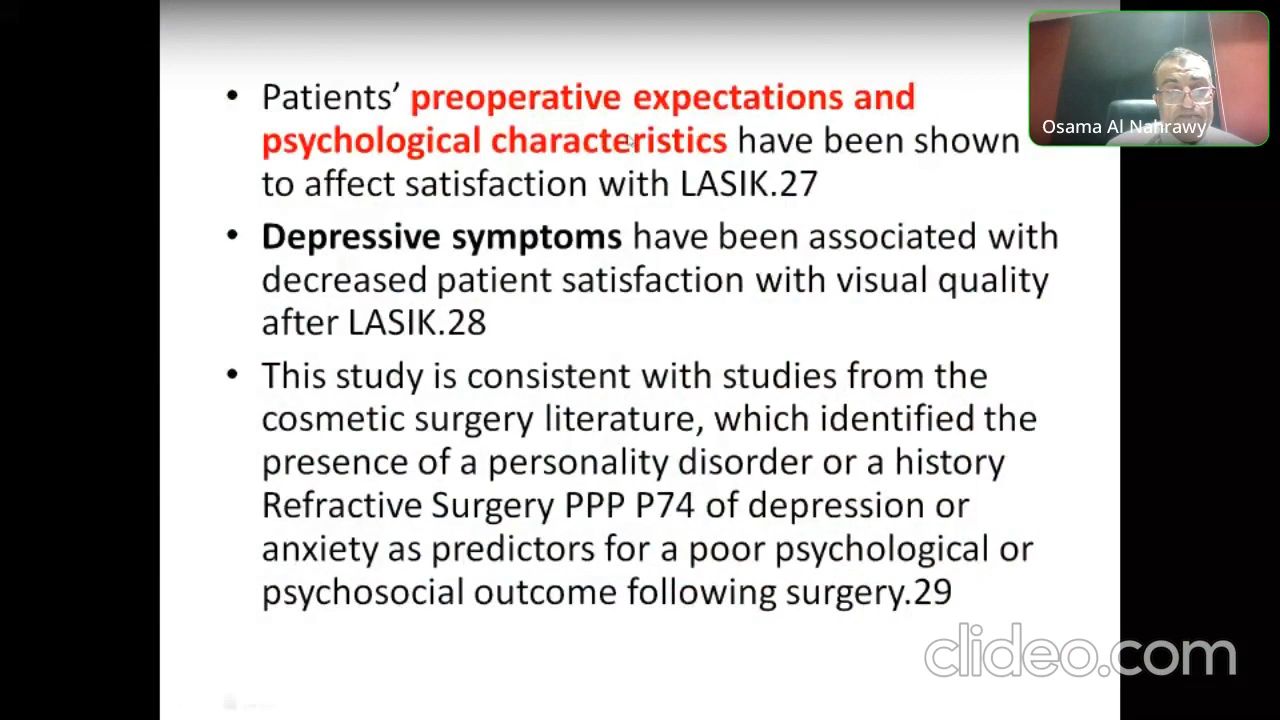 • Patients’ preoperative expectations and
psychological characteristics have been shown
to affect satisfaction with LASIK.27
• Depressive symptoms have been associated with
decreased patient satisfaction with visual quality
after LASIK.28
• This study is consistent with studies from the
cosmetic surgery literature, which identified the
presence of a personality disorder or a history
Refractive Surgery PPP P74 of depression or
anxiety as predictors for a poor psychological or
psychosocial outcome following surgery.29
Osama Al Nahrawy
clideo.com